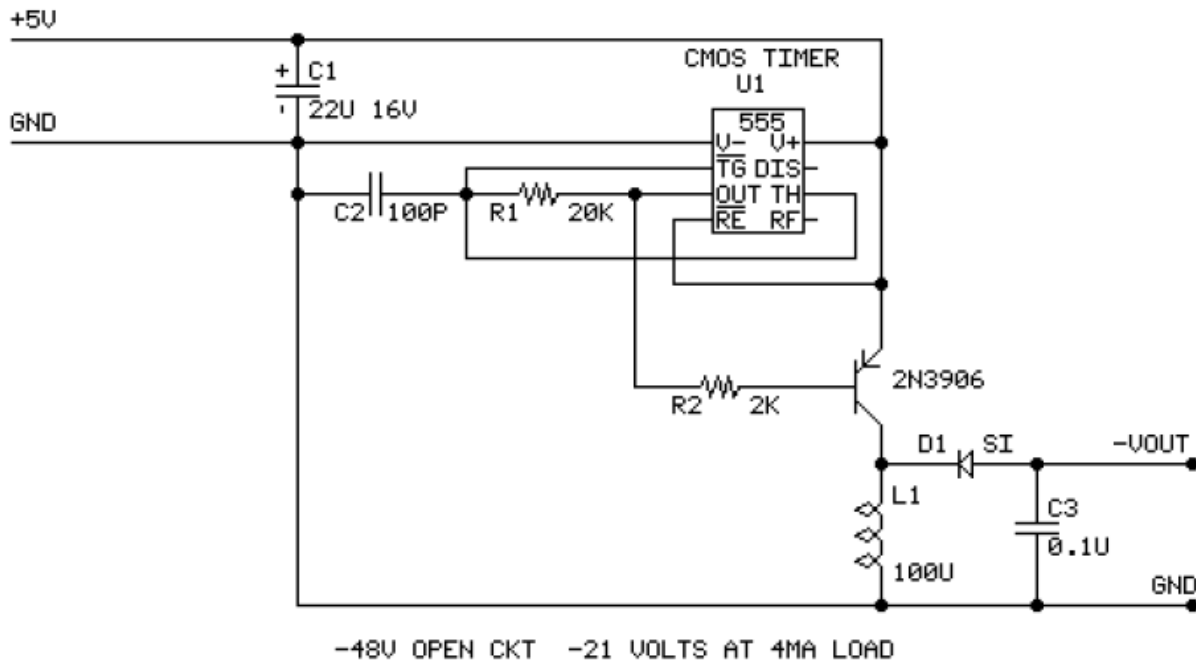 +5V
CMOS TIMER
U1
+ C1
- 22U 16V
GND
555
V- V+
TG DIS
OUT TH
RE RF
C2 100P
R1 20K
2N3906
R2 2K
D1 SI
-VOUT
L1
100U
C3
0.1U
GND
-48V OPEN CKT -21 VOLTS AT 4MA LOAD